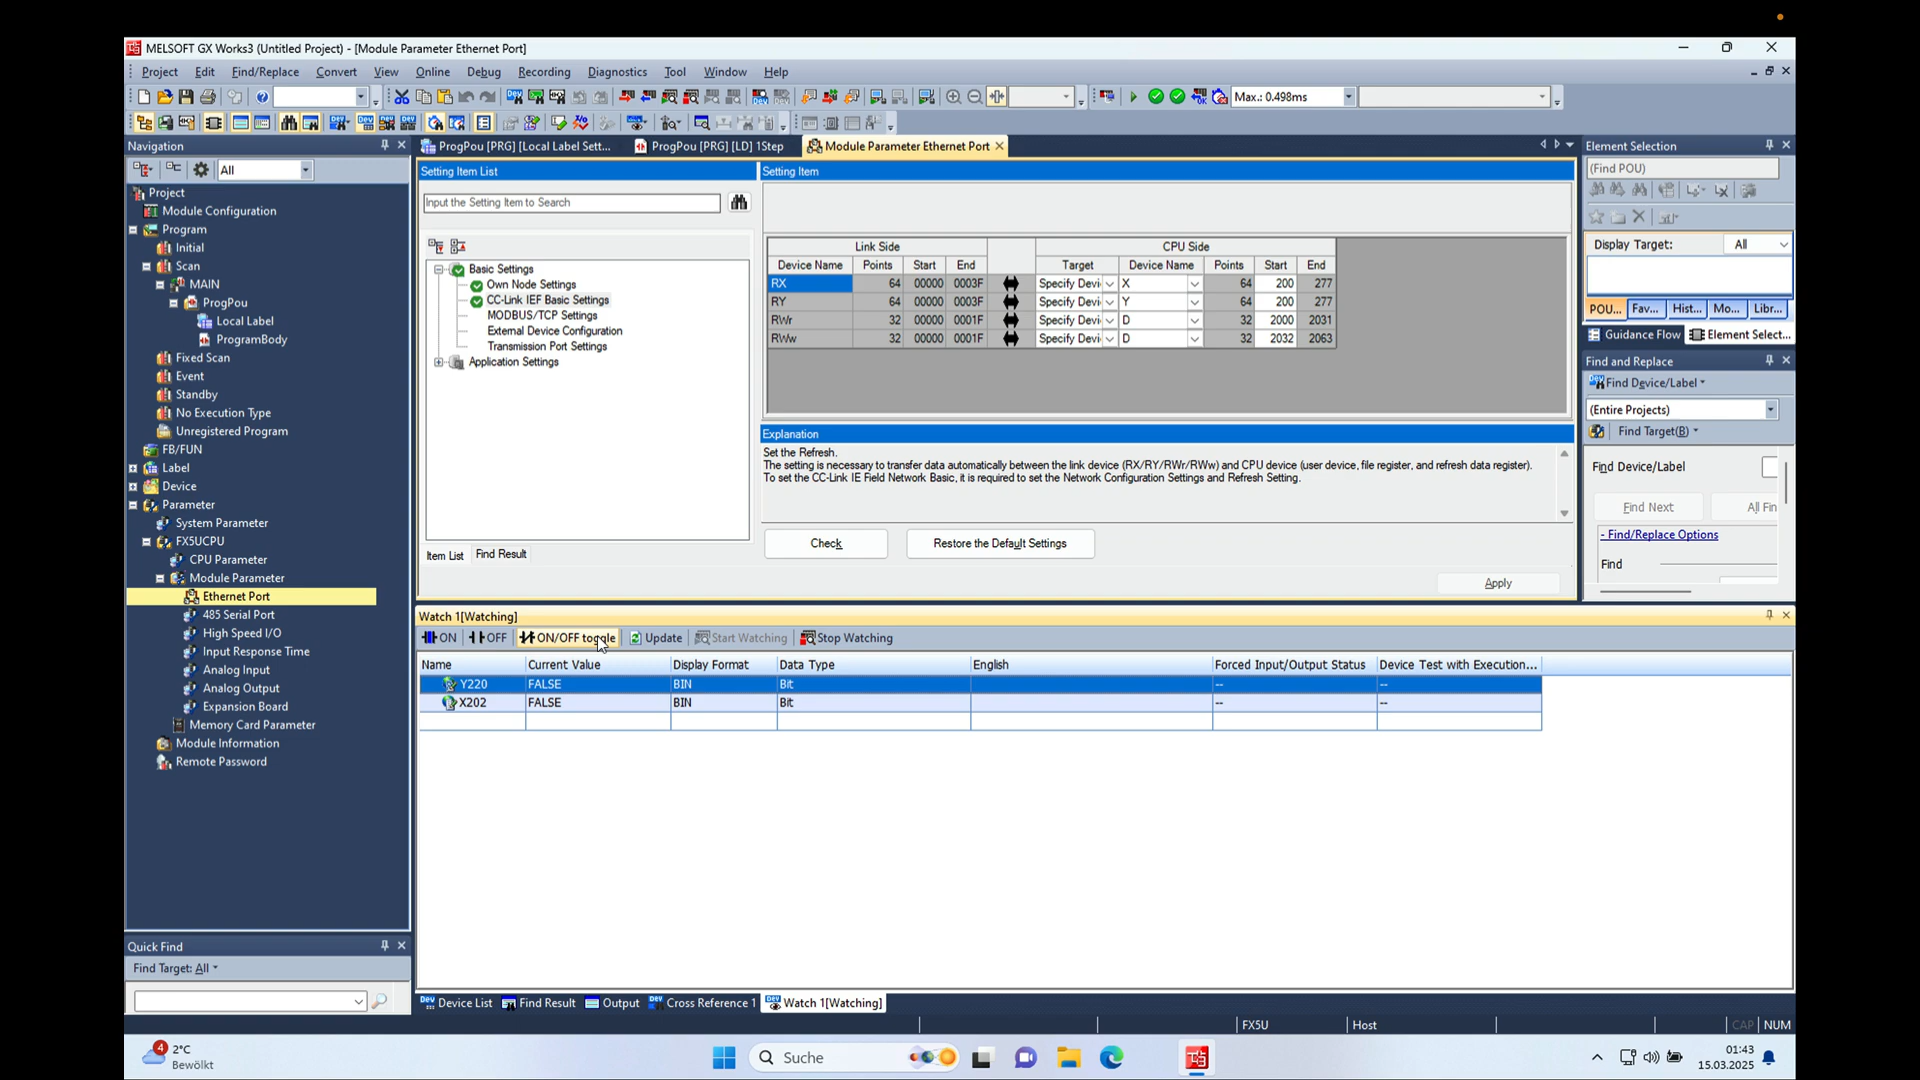 MELSOFT GX Works3 (Untitled Project) - [Module Parameter Ethernet Port]
Project Edit Find/Replace Convert View Online Debug Recording Diagnostics Tool Window Help
Max.: 0.498ms
Navigation
All
Project
Module Configuration
Program
Initial
Scan
MAIN
ProgPou
Local Label
ProgramBody
Fixed Scan
Event
Standby
No Execution Type
Unregistered Program
FB/FUN
Label
Device
Parameter
System Parameter
FX5UCPU
CPU Parameter
Module Parameter
Ethernet Port
485 Serial Port
High Speed I/O
Input Response Time
Analog Input
Analog Output
Expansion Board
Memory Card Parameter
Module Information
Remote Password
Quick Find
Find Target: All
ProgPou [PRG] [Local Label Sett... ProgPou [PRG] [LD] 1Step Module Parameter Ethernet Port
Setting Item List
Input the Setting Item to Search
Basic Settings
Own Node Settings
CC-Link IEF Basic Settings
MODBUS/TCP Settings
External Device Configuration
Transmission Port Settings
Application Settings
Item List Find Result
Setting Item
Link Side CPU Side
Device Name Points Start End Target Device Name Points Start End
RX 64 00000 0003F Specify Devi X 64 200 277
RY 64 00000 0003F Specify Devi Y 64 200 277
RWr 32 00000 0001F Specify Devi D 32 2000 2031
RWw 32 00000 0001F Specify Devi D 32 2032 2063
Explanation
Set the Refresh.
The setting is necessary to transfer data automatically between the link device (RX/RY/RWr/RWw) and CPU device (user device, file register, and refresh data register).
To set the CC-Link IE Field Network Basic, it is required to set the Network Configuration Settings and Refresh Setting.
Check Restore the Default Settings
Apply
Watch 1[Watching]
ON OFF ON/OFF toggle Update Start Watching Stop Watching
Name Current Value Display Format Data Type English Forced Input/Output Status Device Test with Execution...
Y220 FALSE BIN Bit -- --
X202 FALSE BIN Bit -- --
Device List Find Result Output Cross Reference 1 Watch 1[Watching]
Element Selection
(Find POU)
Display Target: All
POU... Fav... Hist... Mo... Libr...
Guidance Flow Element Select...
Find and Replace
Find Device/Label
(Entire Projects)
Find Target(B)
Find Device/Label
Find Next All Fin
- Find/Replace Options
Find
FX5U Host CAP NUM
4 2°C
Bewölkt
Suche
01:43
15.03.2025